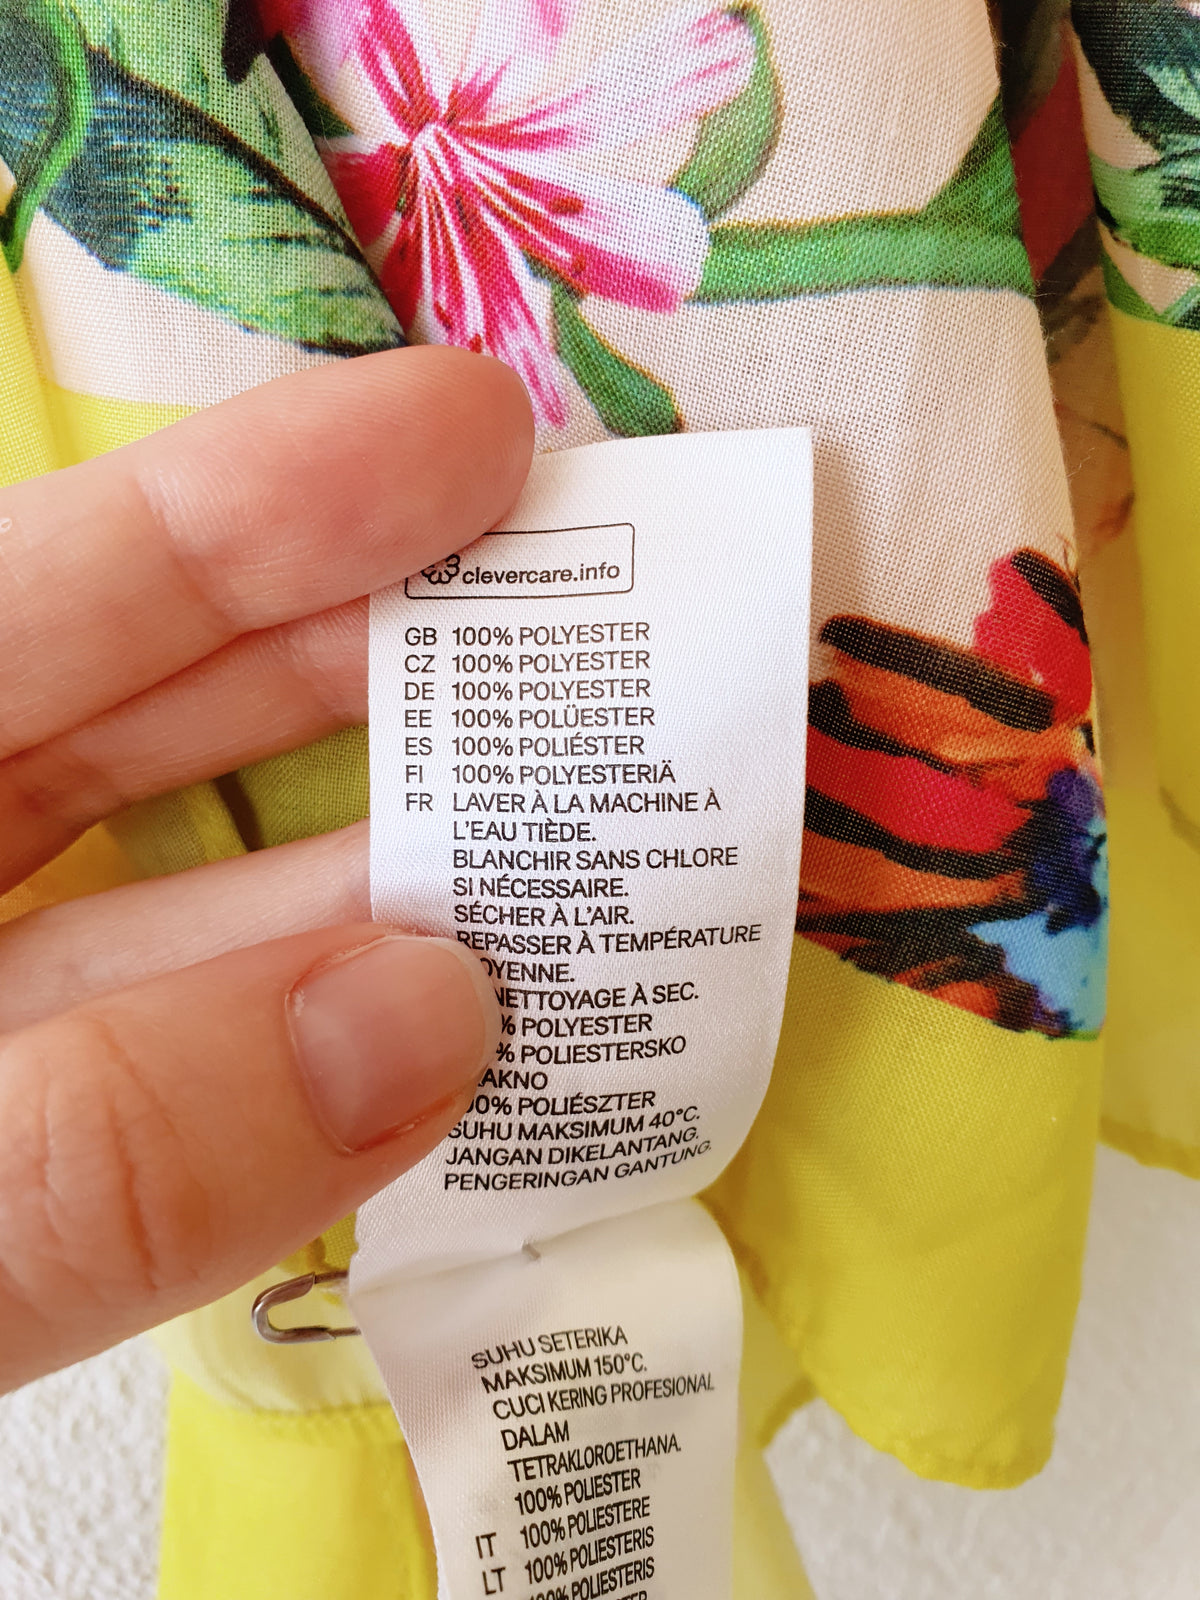 clevercare.info
GB 100% POLYESTER
CZ 100% POLYESTER
DE 100% POLYESTER
EE 100% POLÜESTER
ES 100% POLIÉSTER
FI 100% POLYESTERIÄ
FR LAVER À LA MACHINE À
L'EAU TIÈDE.
BLANCHIR SANS CHLORE
SI NÉCESSAIRE.
SÉCHER À L'AIR.
REPASSER À TEMPÉRATURE
OYENNE.
NETTOYAGE À SEC.
% POLYESTER
% POLIESTERSKO
AKNO
00% POLIÉSZTER
SUHU MAKSIMUM 40°C.
JANGAN DIKELANTANG.
PENGERINGAN GANTUNG.
SUHU SETERIKA
MAKSIMUM 150°C.
CUCI KERING PROFESIONAL
DALAM
TETRAKLOROETHANA.
100% POLIESTER
IT 100% POLIESTERE
LT 100% POLIESTERIS
100% POLIESTERIS